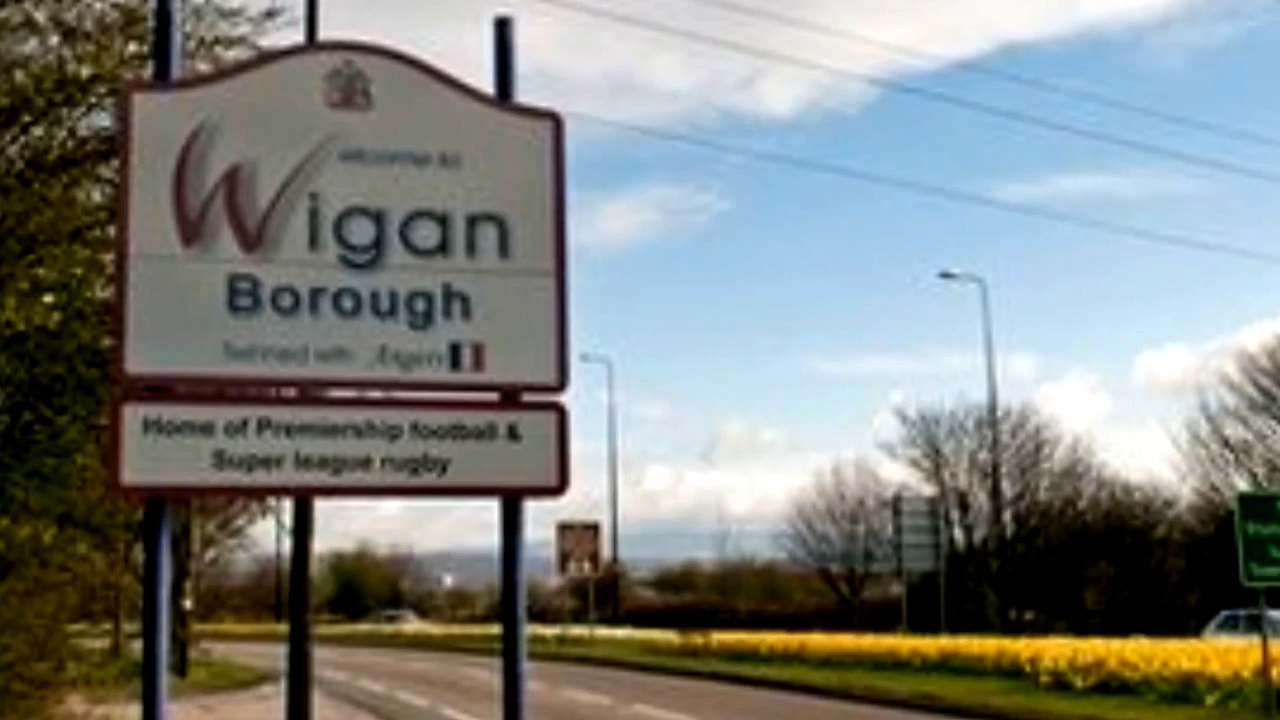 welcome to
Wigan
Borough
Twinned with Angers
Home of Premiership football &
Super league rugby